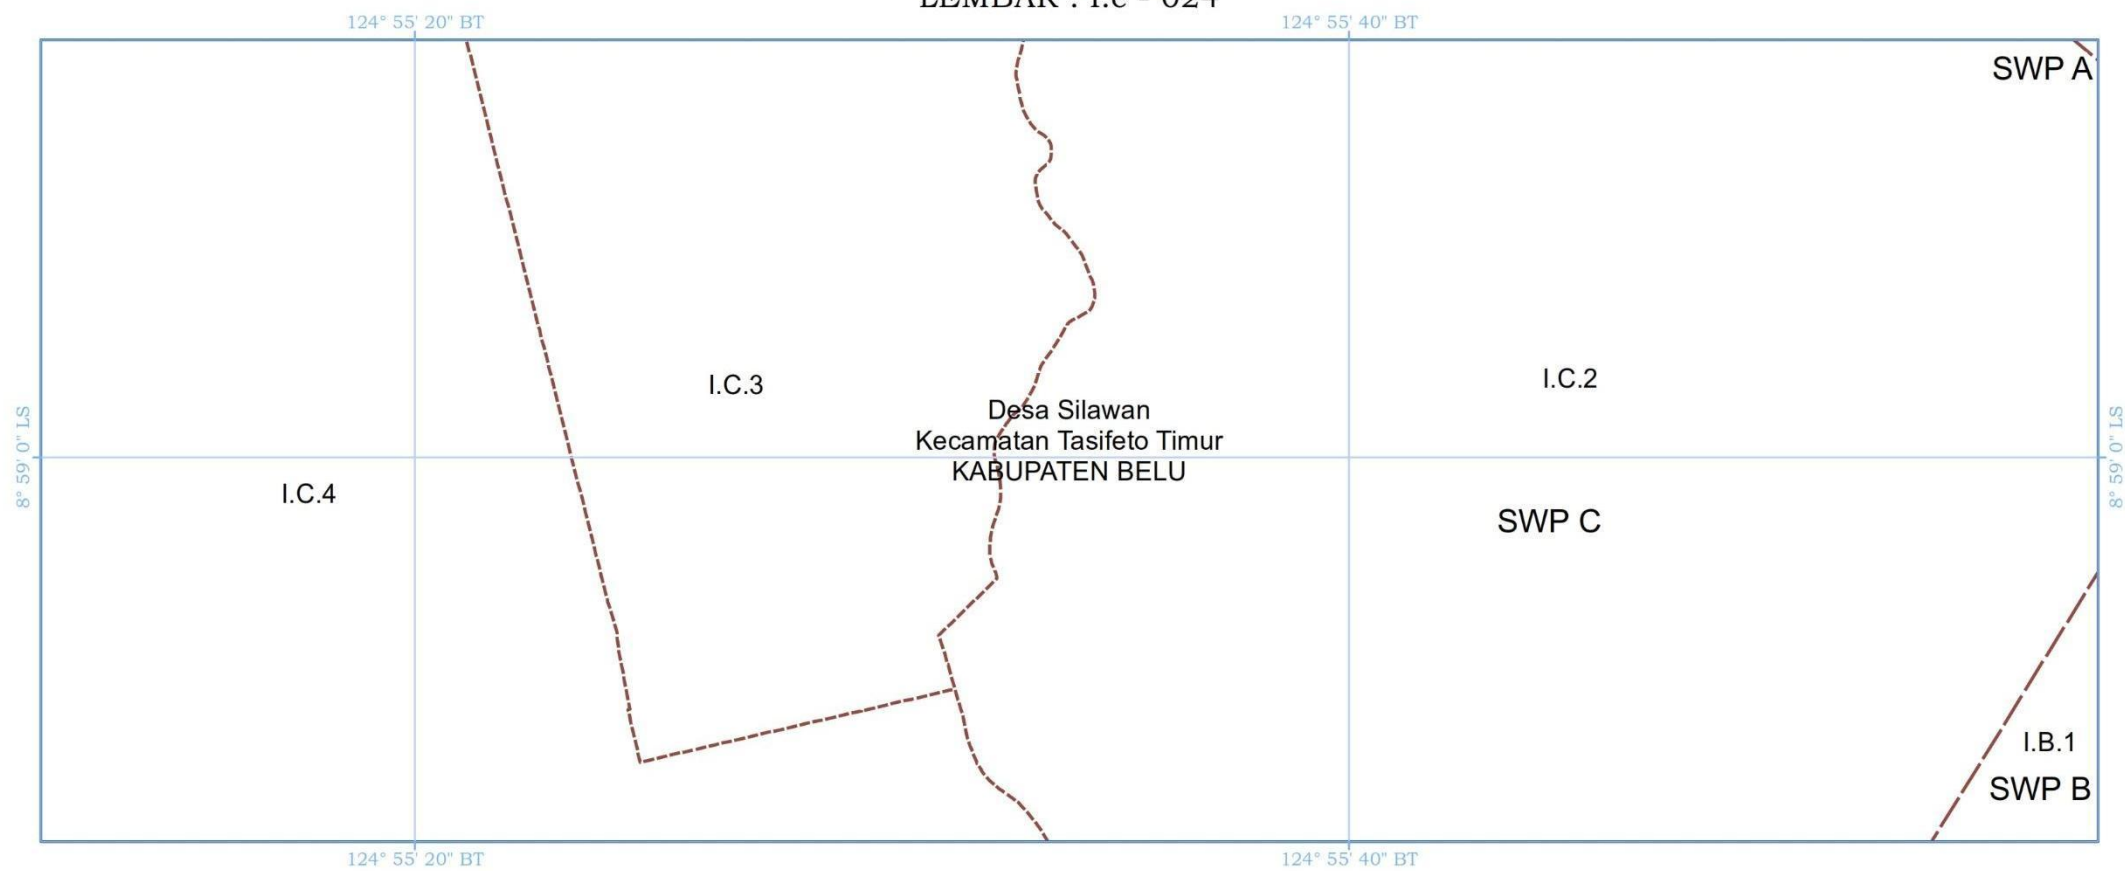 LEMBAR : I.c - 024
124° 55' 20" BT
124° 55' 40" BT
SWP A
I.C.3
I.C.2
Desa Silawan
Kecamatan Tasifeto Timur
KABUPATEN BELU
8° 59' 0" LS
8° 59' 0" LS
I.C.4
SWP C
I.B.1
SWP B
124° 55' 20" BT
124° 55' 40" BT